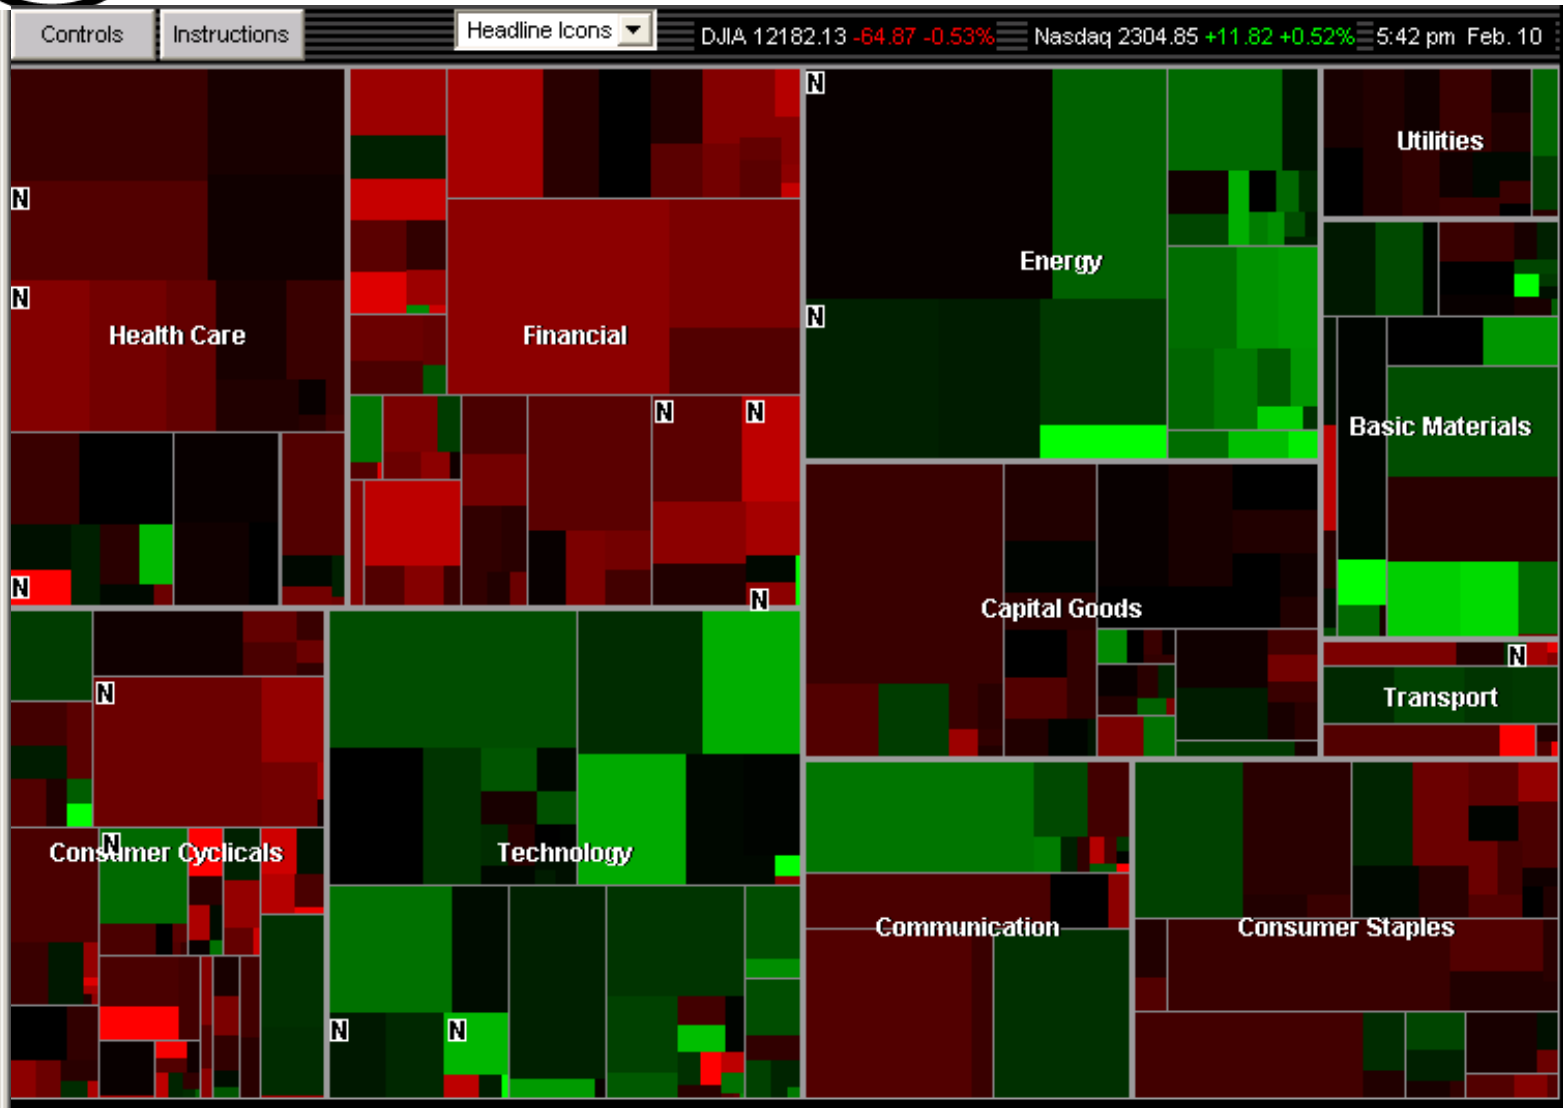 Controls
Instructions
Headline Icons
DJIA 12182.13 -64.87 -0.53%
Nasdaq 2304.85 +11.82 +0.52%
5:42 pm Feb. 10
N
N
N
N
N
N
N
N
N
N
N
N
N
Health Care
Financial
Energy
Utilities
Basic Materials
Capital Goods
Transport
Consumer Cyclicals
Technology
Communication
Consumer Staples